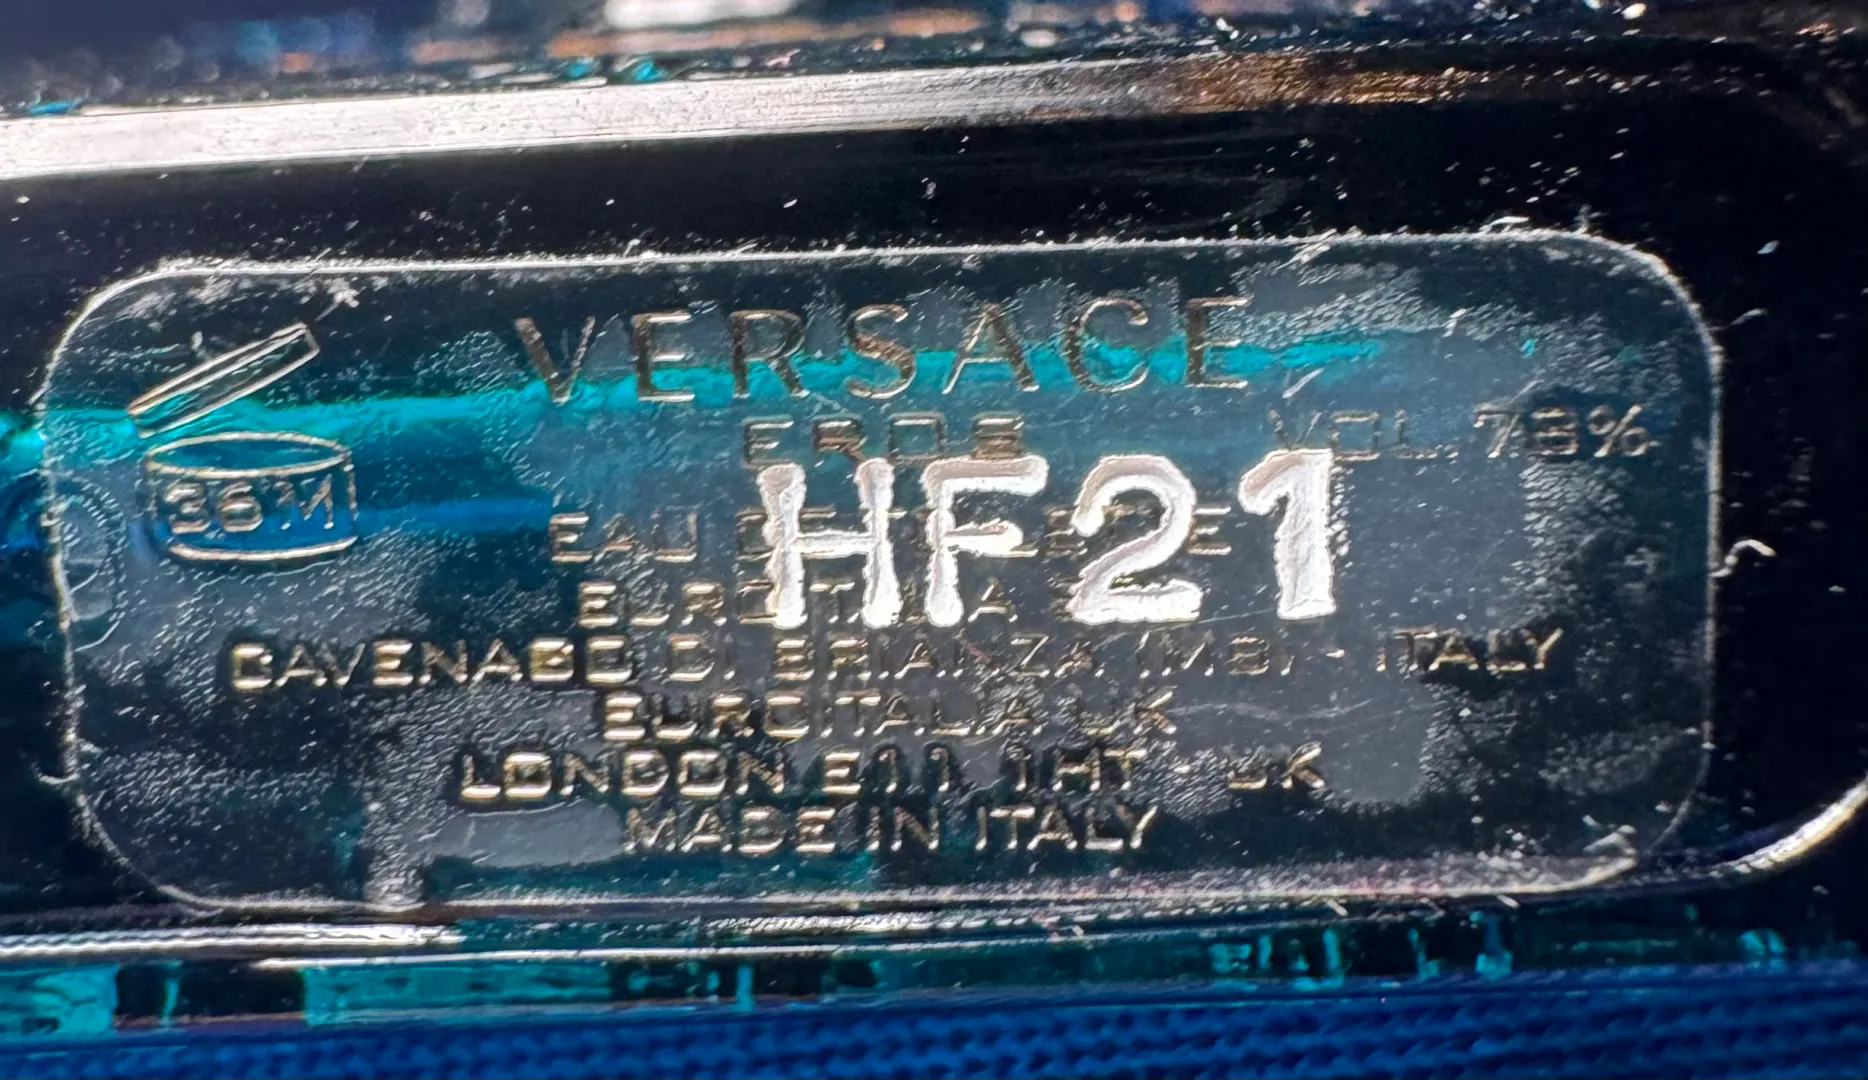 VERSACE
EROS VOL. 78%
HF21
36 M
EAU DE
EUROITALIA
CAVENAGO DI BRIANZA (MB) - ITALY
EUROITALIA UK
LONDON E11 1HT - UK
MADE IN ITALY